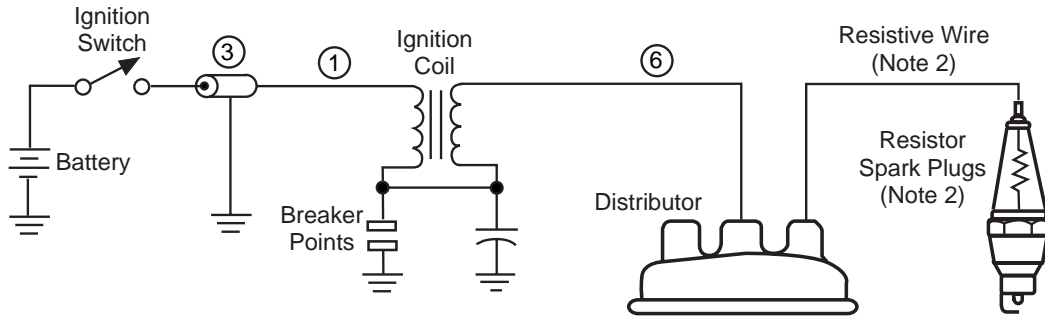 Ignition
Switch
3
1
Ignition
Coil
6
Resistive Wire
(Note 2)
Battery
Breaker
Points
Distributor
Resistor
Spark Plugs
(Note 2)